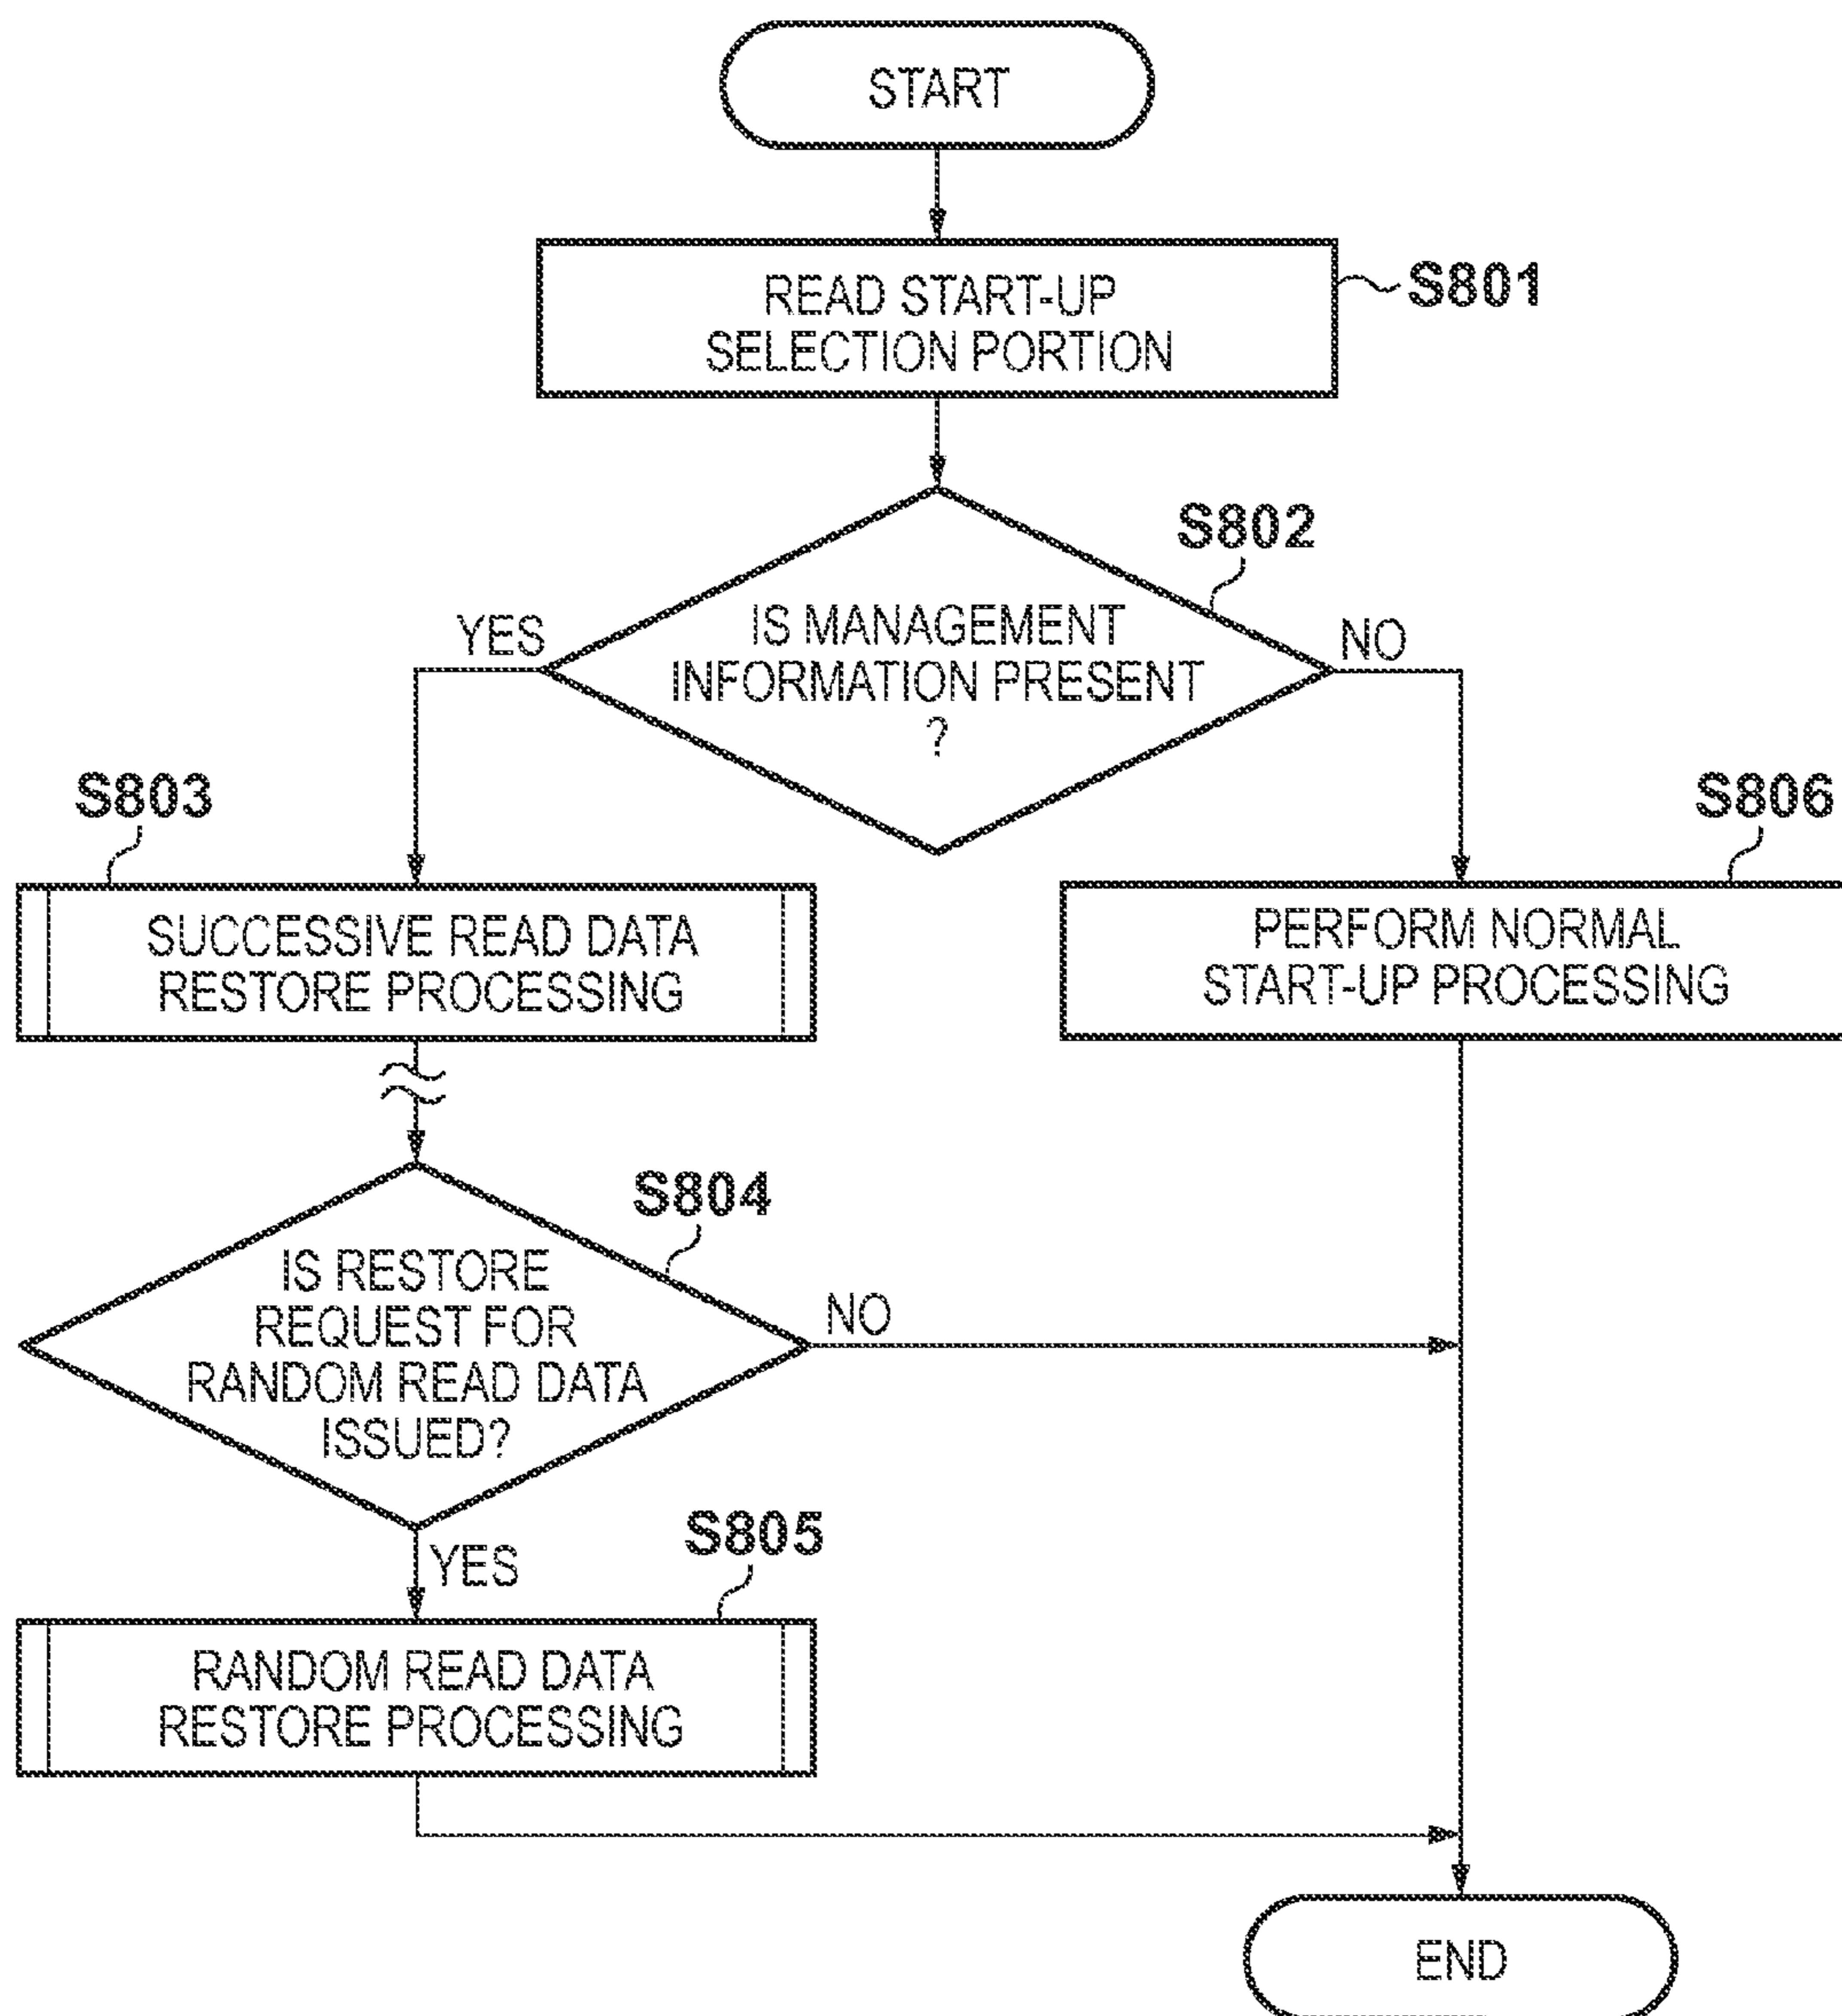 START
READ START-UP
SELECTION PORTION
S801
S802
IS MANAGEMENT
INFORMATION PRESENT
?
YES
NO
S803
SUCCESSIVE READ DATA
RESTORE PROCESSING
S806
PERFORM NORMAL
START-UP PROCESSING
S804
IS RESTORE
REQUEST FOR
RANDOM READ DATA
ISSUED?
NO
YES
S805
RANDOM READ DATA
RESTORE PROCESSING
END